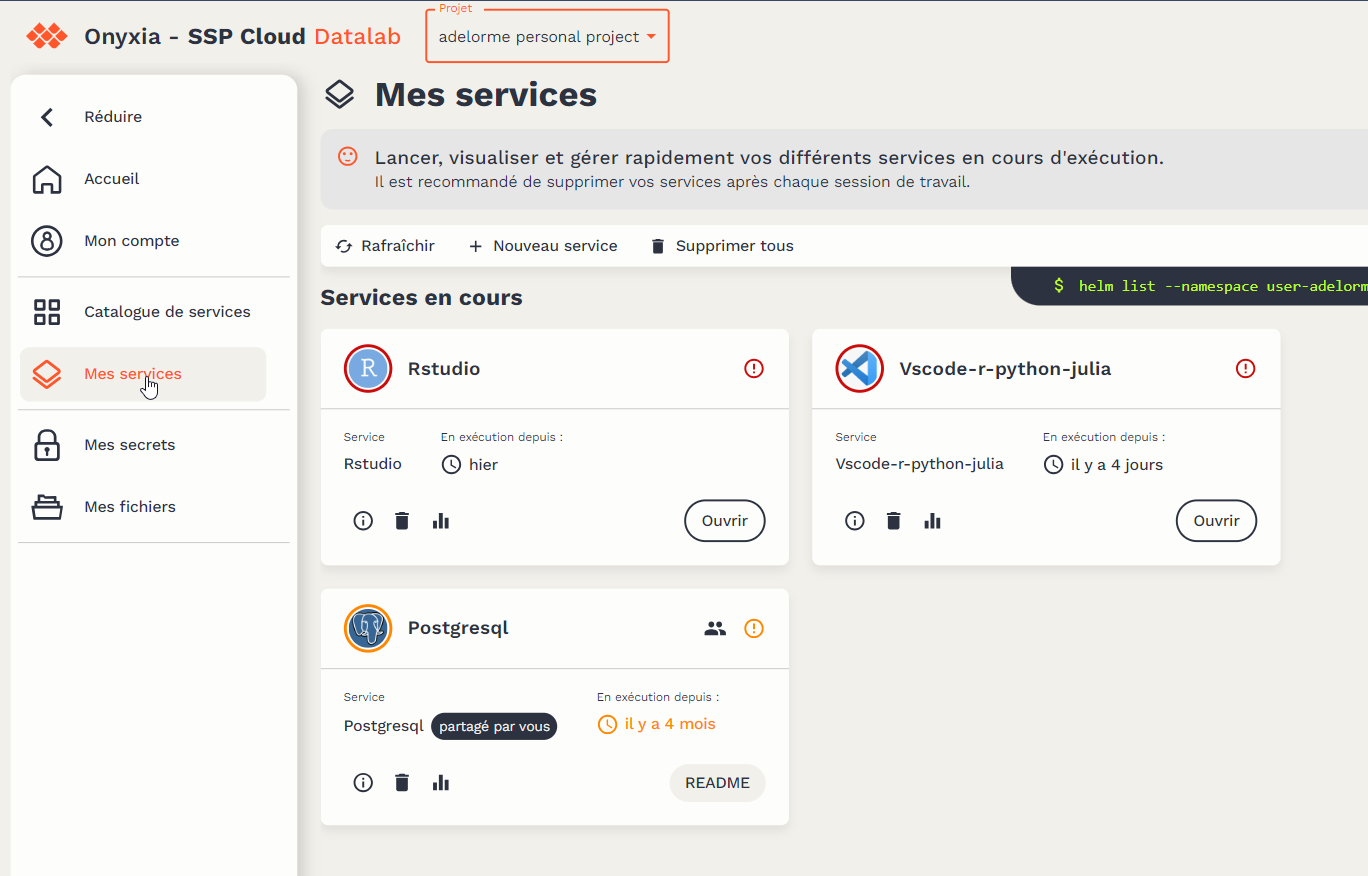 Projet
Onyxia - SSP Cloud Datalab
adelorme personal project
Réduire
Accueil
Mon compte
Catalogue de services
Mes services
Mes secrets
Mes fichiers
Mes services
Lancer, visualiser et gérer rapidement vos différents services en cours d'exécution.
Il est recommandé de supprimer vos services après chaque session de travail.
Rafraîchir
Nouveau service
Supprimer tous
$ helm list --namespace user-adelorm
Services en cours
R
Rstudio
Service
En exécution depuis :
Rstudio
hier
Ouvrir
Vscode-r-python-julia
Service
En exécution depuis :
Vscode-r-python-julia
il y a 4 jours
Ouvrir
Postgresql
Service
En exécution depuis :
Postgresql
partagé par vous
il y a 4 mois
README